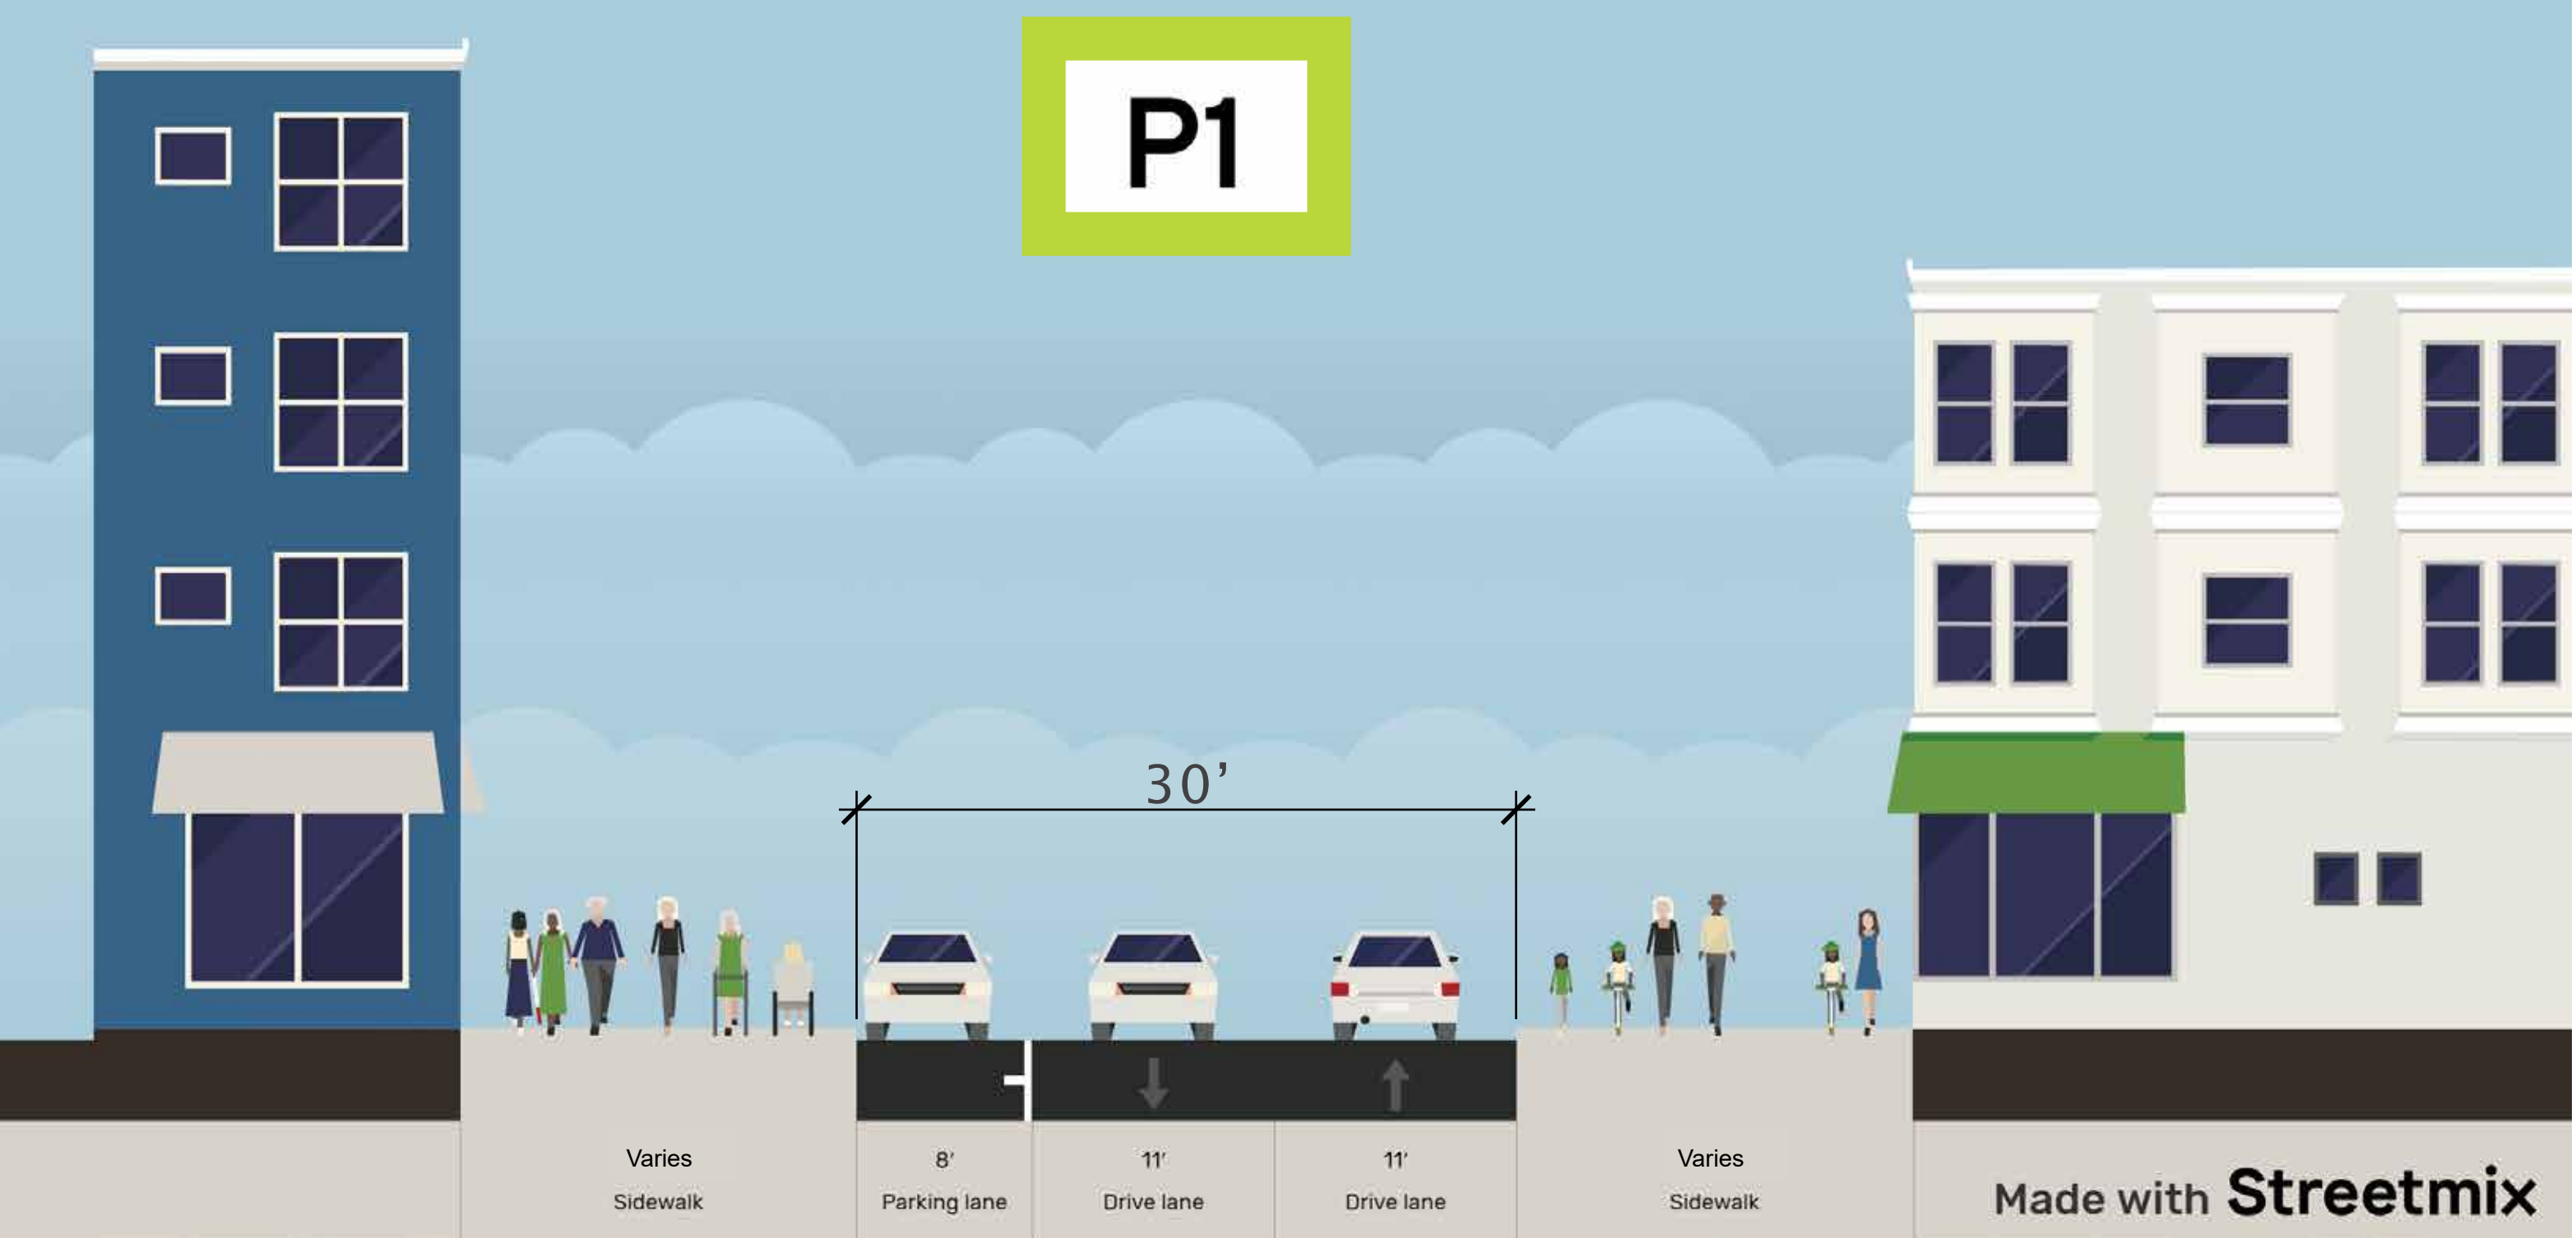 P1
30’
Varies
Sidewalk
8′
Parking lane
11′
Drive lane
11′
Drive lane
Varies
Sidewalk
Made with Streetmix